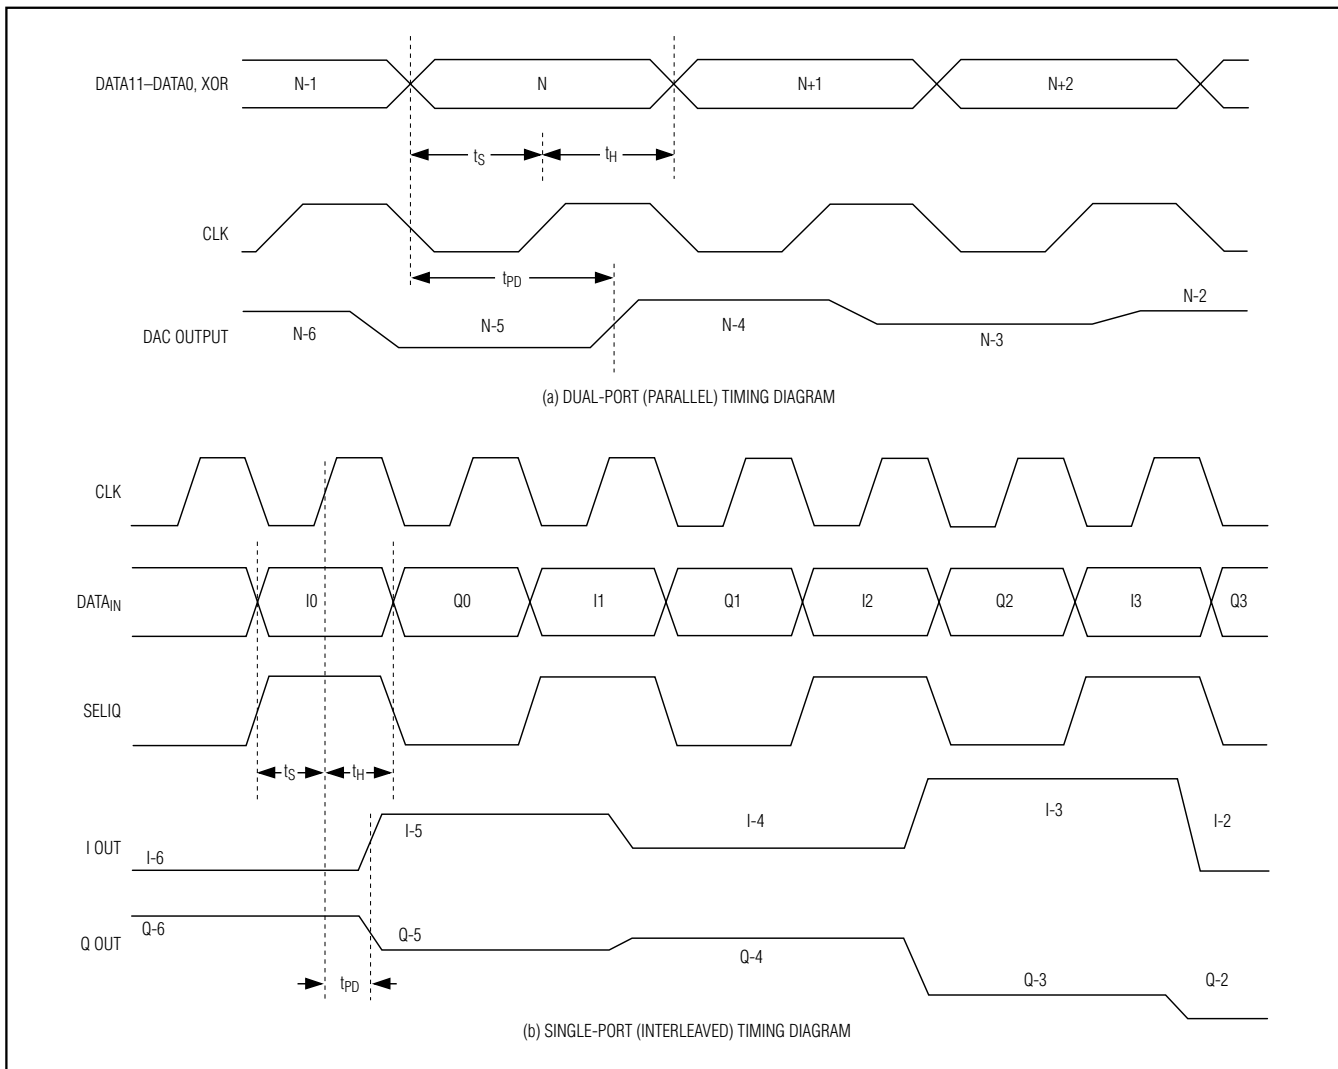 DATA11–DATA0, XOR N-1 N N+1 N+2
tS tH
CLK
tPD
DAC OUTPUT N-6 N-5 N-4 N-3 N-2
(a) DUAL-PORT (PARALLEL) TIMING DIAGRAM
CLK
DATAIN I0 Q0 I1 Q1 I2 Q2 I3 Q3
SELIQ
tS tH
I OUT I-6 I-5 I-4 I-3 I-2
Q OUT Q-6 Q-5 Q-4 Q-3 Q-2
tPD
(b) SINGLE-PORT (INTERLEAVED) TIMING DIAGRAM